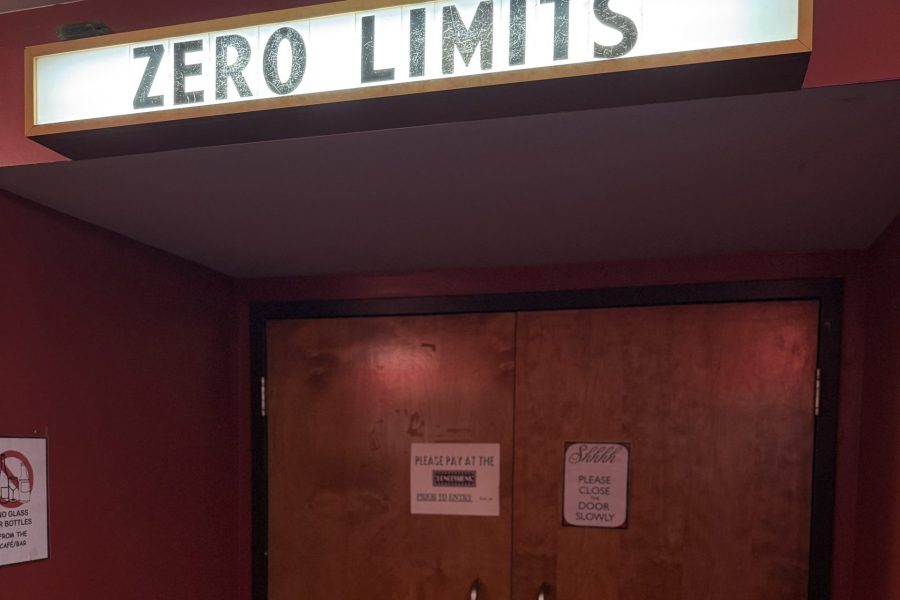 ZERO LIMITS
PLEASE PAY AT THE
PRIOR TO ENTRY
Shhhh
PLEASE
CLOSE
THE
DOOR
SLOWLY
NO GLASS
R BOTTLES
FROM THE
CAFÉ/BAR